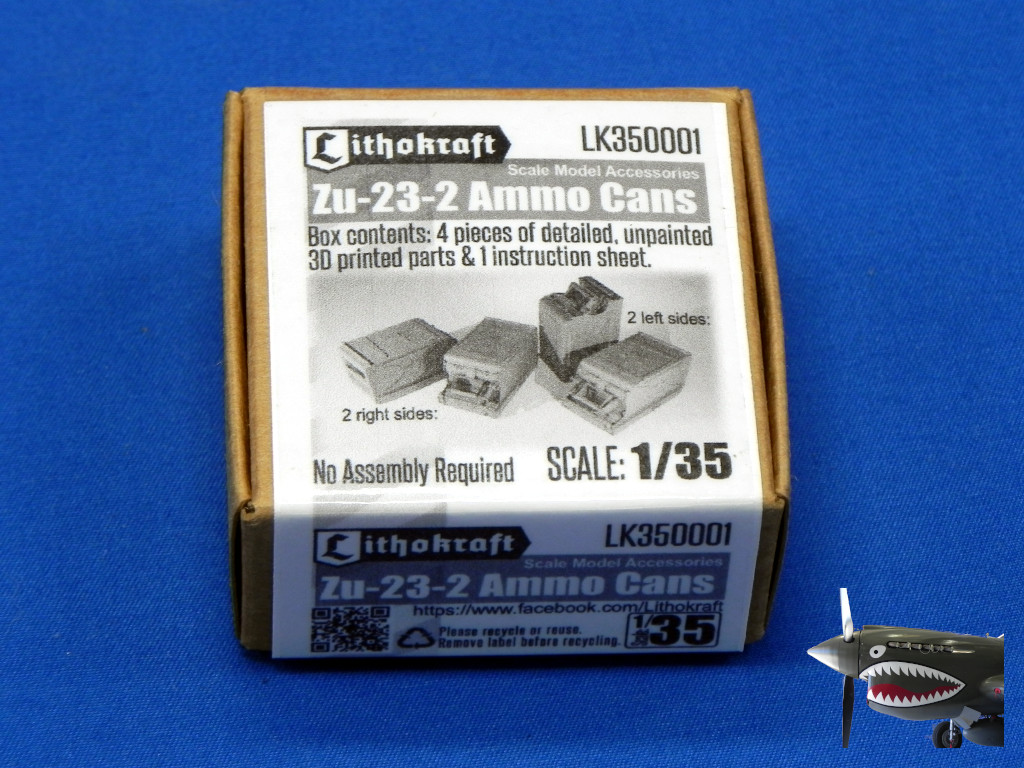 Lithokraft LK350001
Scale Model Accessories
Zu-23-2 Ammo Cans
Box contents: 4 pieces of detailed, unpainted
3D printed parts & 1 instruction sheet.
2 left sides:
2 right sides:
No Assembly Required SCALE: 1/35
Lithokraft LK350001
Scale Model Accessories
Zu-23-2 Ammo Cans
https://www.facebook.com/Lithokraft
Please recycle or reuse.
Remove label before recycling.
1/35
35